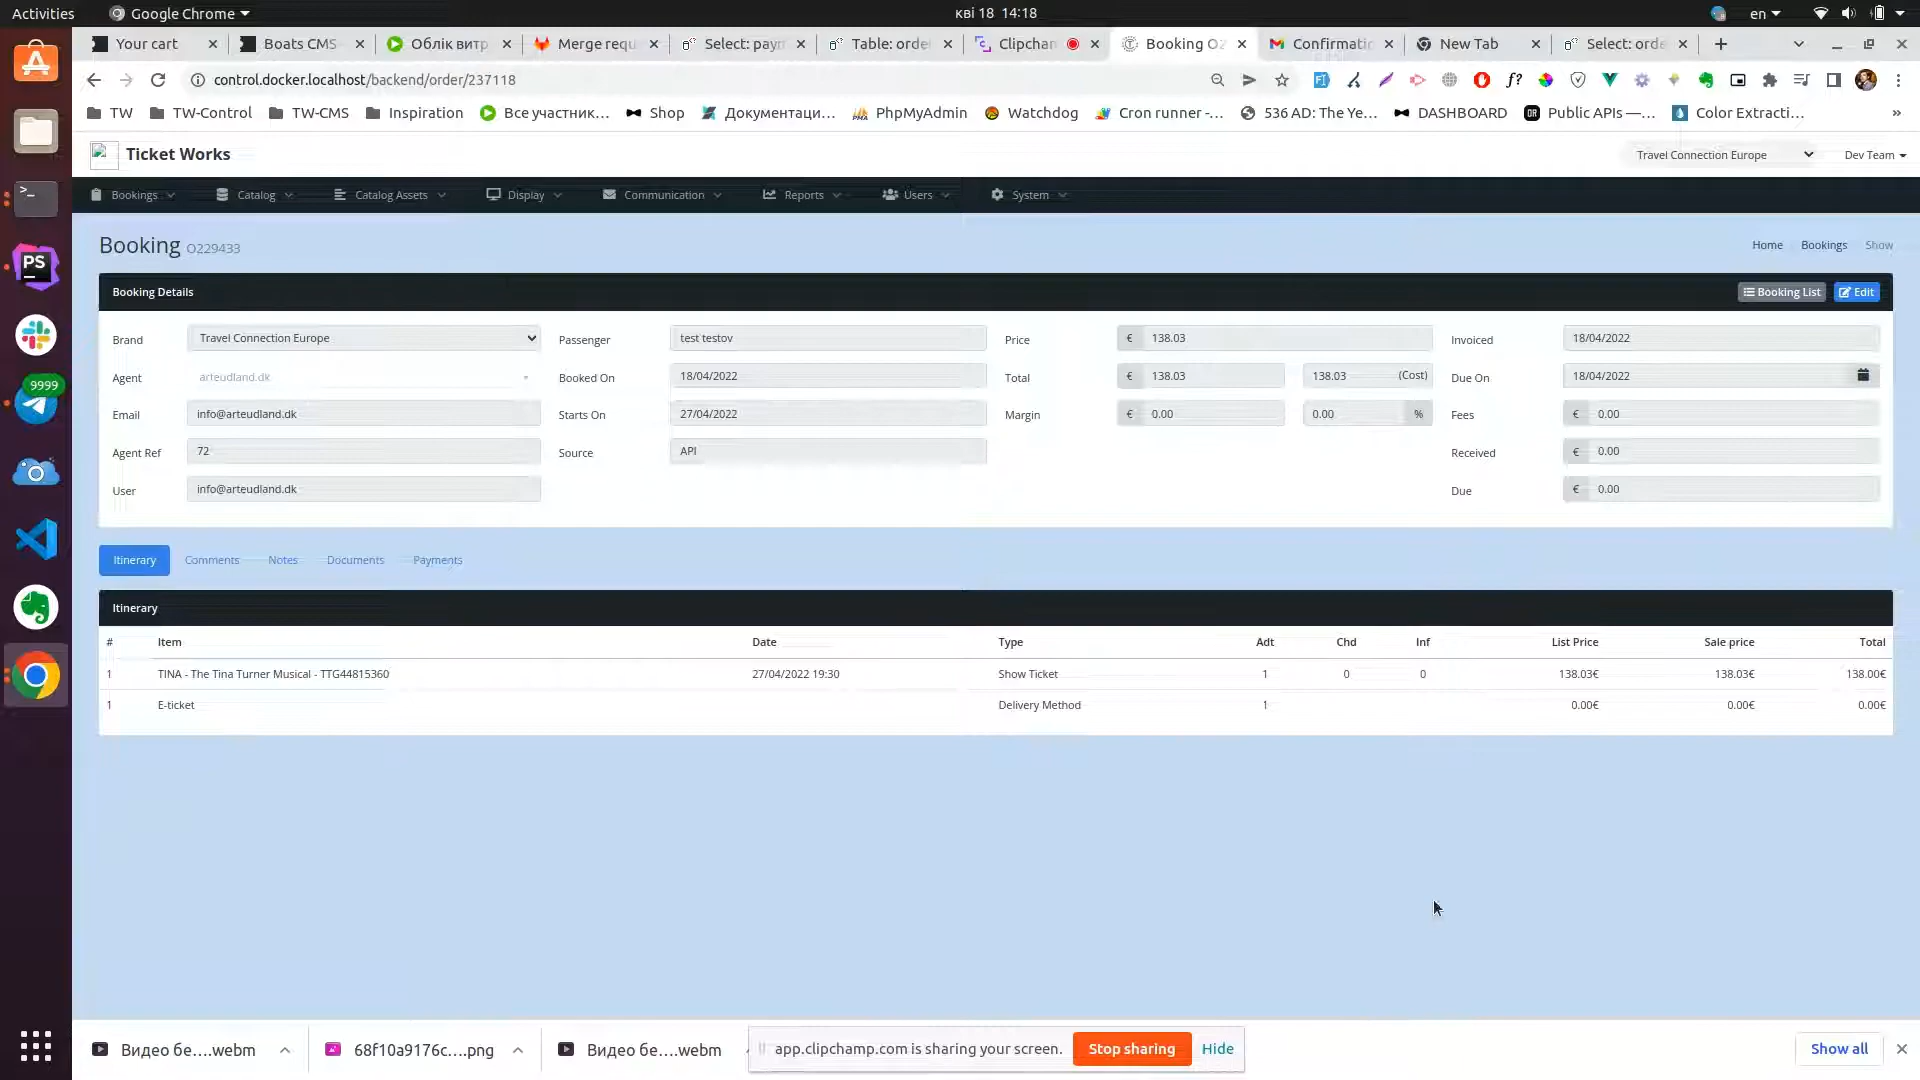 Activities
Google Chrome
кві 18 14:18
en
Your cart
Boats CMS
Облік витр
Merge requ
Select: paym
Table: order
Clipcham
Booking O2
Confirmatio
New Tab
Select: orde
control.docker.localhost/backend/order/237118
TW
TW-Control
TW-CMS
Inspiration
Все участник…
Shop
Документаци…
PhpMyAdmin
Watchdog
Cron runner -…
536 AD: The Ye…
DASHBOARD
Public APIs —…
Color Extracti…
»
Ticket Works
Travel Connection Europe
Dev Team
Bookings
Catalog
Catalog Assets
Display
Communication
Reports
Users
System
Booking O229433
Home
Bookings
Show
Booking Details
Booking List
Edit
Brand Travel Connection Europe Passenger test testov Price € 138.03 Invoiced 18/04/2022
Agent arteudland.dk Booked On 18/04/2022 Total € 138.03 138.03 (Cost) Due On 18/04/2022
Email info@arteudland.dk Starts On 27/04/2022 Margin € 0.00 0.00 % Fees € 0.00
Agent Ref 72 Source API Received € 0.00
User info@arteudland.dk Due € 0.00
Itinerary Comments Notes Documents Payments
Itinerary
# Item Date Type Adt Chd Inf List Price Sale price Total
1 TINA - The Tina Turner Musical - TTG44815360 27/04/2022 19:30 Show Ticket 1 0 0 138.03€ 138.03€ 138.00€
1 E-ticket Delivery Method 1 0.00€ 0.00€ 0.00€
PS
>_
9999
Видео бе….webm
68f10a9176c….png
Видео бе….webm
app.clipchamp.com is sharing your screen.
Stop sharing
Hide
Show all